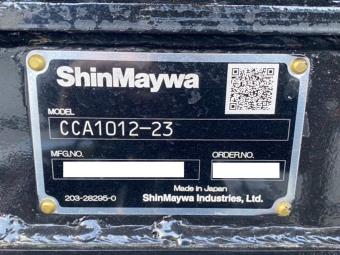 ShinMaywa
MODEL
CCA1012-23
MFG.NO.
ORDER.NO.
Made in Japan
203-28295-0
ShinMaywa Industries, Ltd.